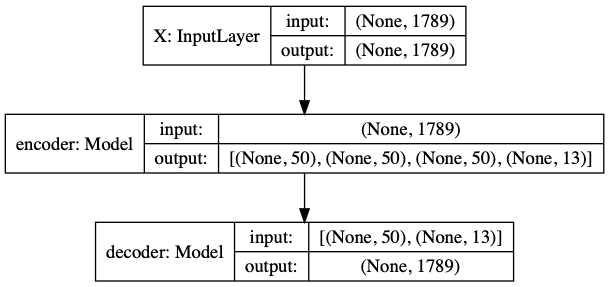 X: InputLayer
input: (None, 1789)
output: (None, 1789)
encoder: Model
input: (None, 1789)
output: [(None, 50), (None, 50), (None, 50), (None, 13)]
decoder: Model
input: [(None, 50), (None, 13)]
output: (None, 1789)